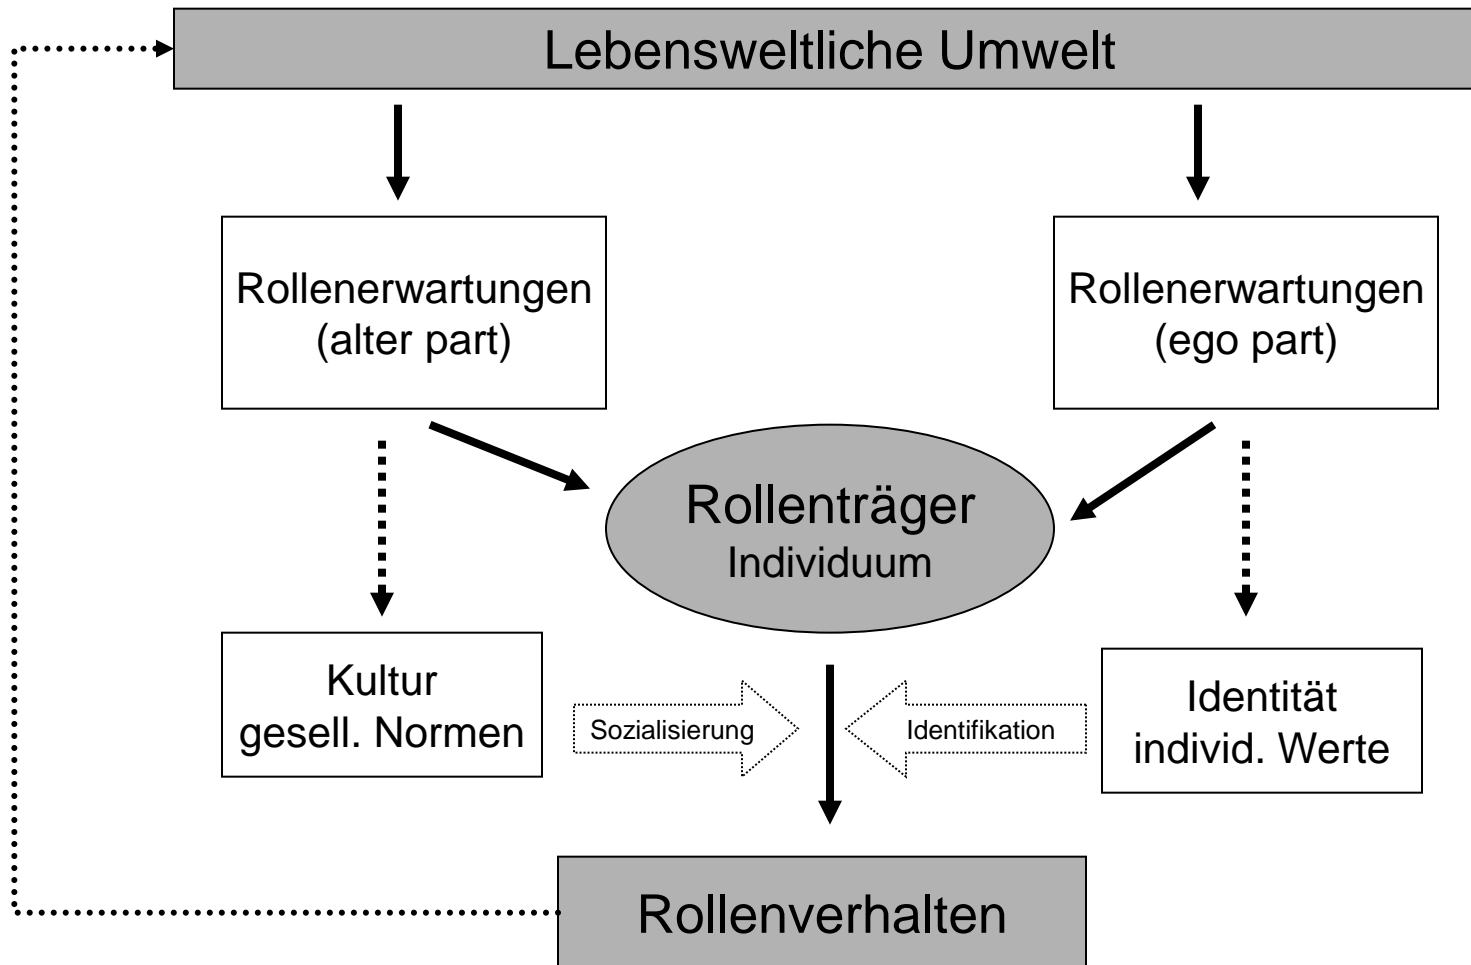 Lebensweltliche Umwelt
Rollenerwartungen
(alter part)
Rollenerwartungen
(ego part)
Rollenträger
Individuum
Kultur
gesell. Normen
Sozialisierung
Identifikation
Identität
individ. Werte
Rollenverhalten